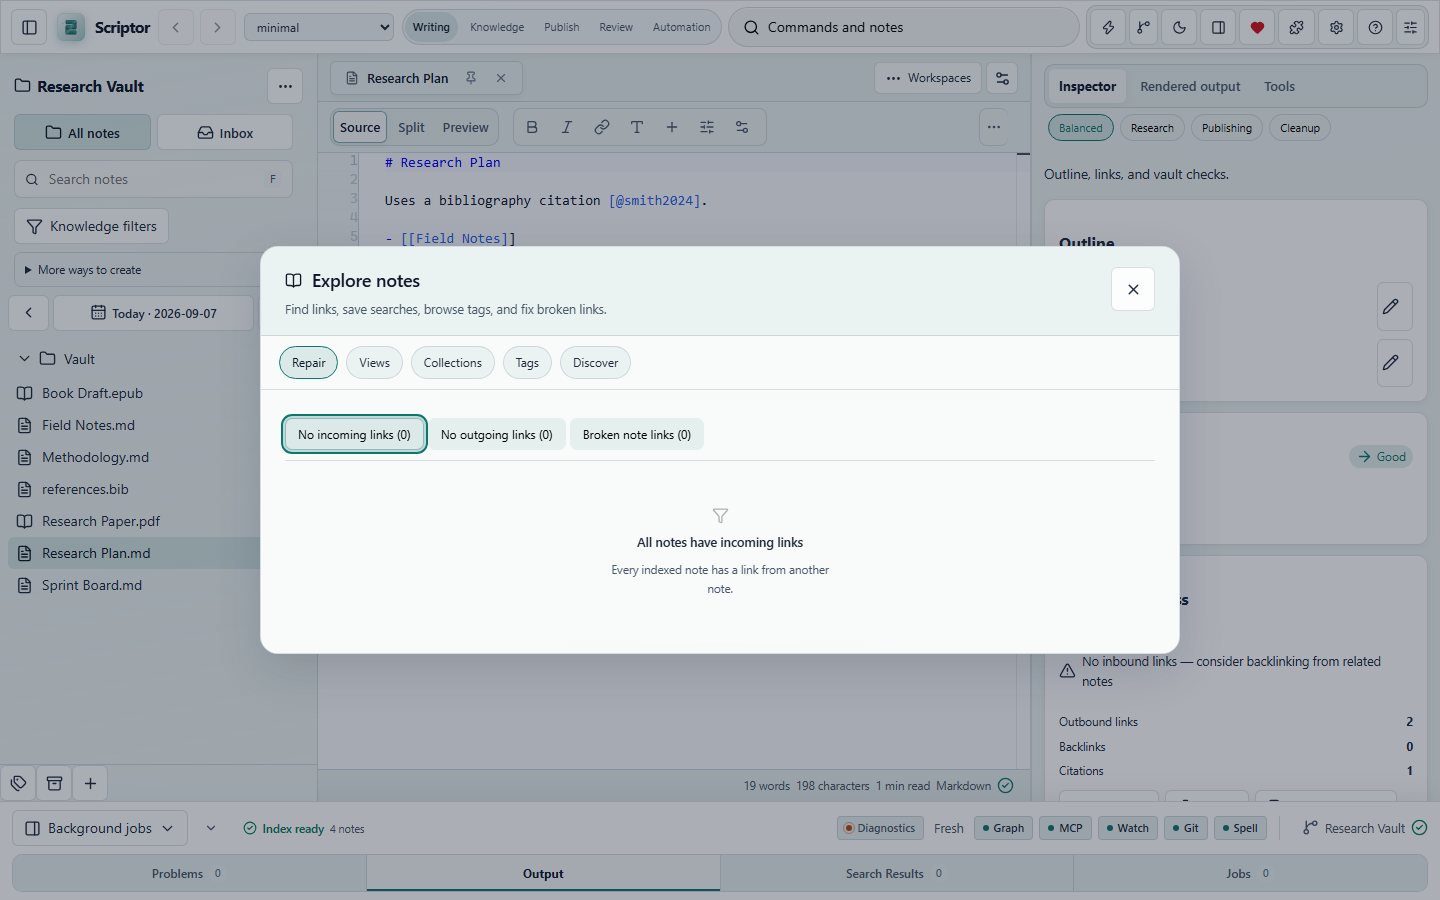 Scriptor
minimal
Writing
Knowledge
Publish
Review
Automation
Commands and notes
Research Vault
All notes
Inbox
Search notes
F
Knowledge filters
More ways to create
Today · 2026-09-07
Vault
Book Draft.epub
Field Notes.md
Methodology.md
references.bib
Research Paper.pdf
Research Plan.md
Sprint Board.md
Research Plan
Workspaces
Source
Split
Preview
1
# Research Plan
2
3
Uses a bibliography citation [@smith2024].
4
5
- [[Field Notes]]
Inspector
Rendered output
Tools
Balanced
Research
Publishing
Cleanup
Outline, links, and vault checks.
Outline
Good
Explore notes
Find links, save searches, browse tags, and fix broken links.
Repair
Views
Collections
Tags
Discover
No incoming links (0)
No outgoing links (0)
Broken note links (0)
All notes have incoming links
Every indexed note has a link from another
note.
No inbound links — consider backlinking from related
notes
Outbound links 2
Backlinks 0
Citations 1
19 words 198 characters 1 min read Markdown
Background jobs
Index ready 4 notes
Diagnostics
Fresh
Graph
MCP
Watch
Git
Spell
Research Vault
Problems 0
Output
Search Results 0
Jobs 0